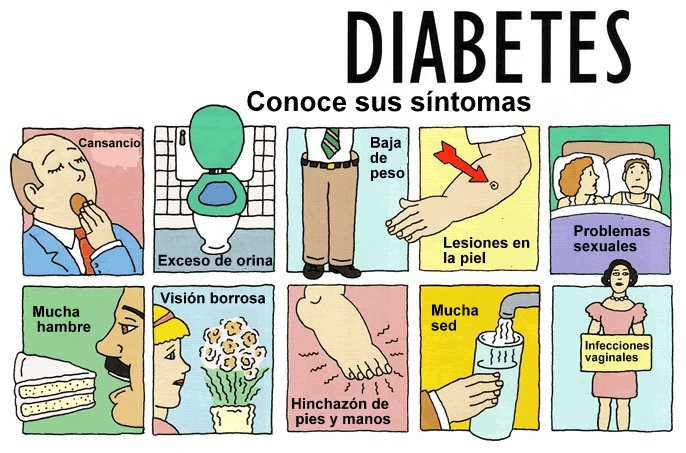 DIABETES
Conoce sus síntomas
Cansancio
Exceso de orina
Baja
de
peso
Lesiones en
la piel
Problemas
sexuales
Mucha
hambre
Visión borrosa
Hinchazón de
pies y manos
Mucha
sed
Infecciones
vaginales